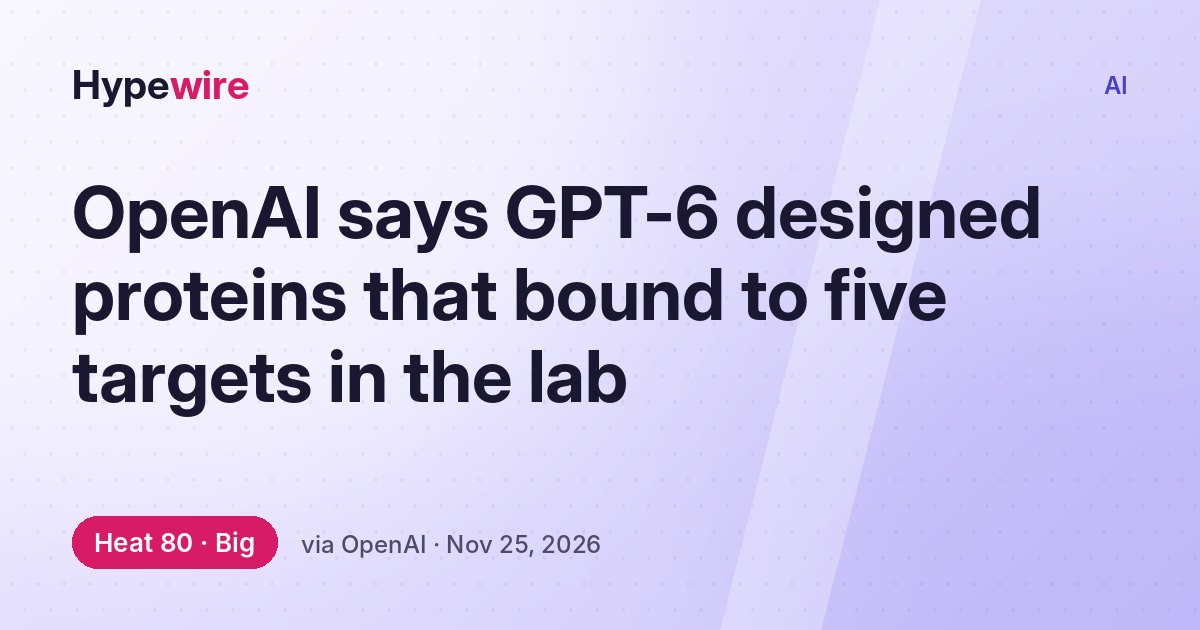 Hypewire
AI
OpenAI says GPT-6 designed
proteins that bound to five
targets in the lab
Heat 80 · Big
via OpenAI · Nov 25, 2026